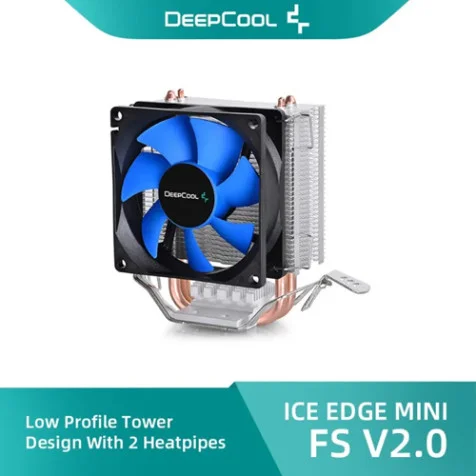 DEEPCOOL
DEEPCOOL
Low Profile Tower
Design With 2 Heatpipes
ICE EDGE MINI
FS V2.0